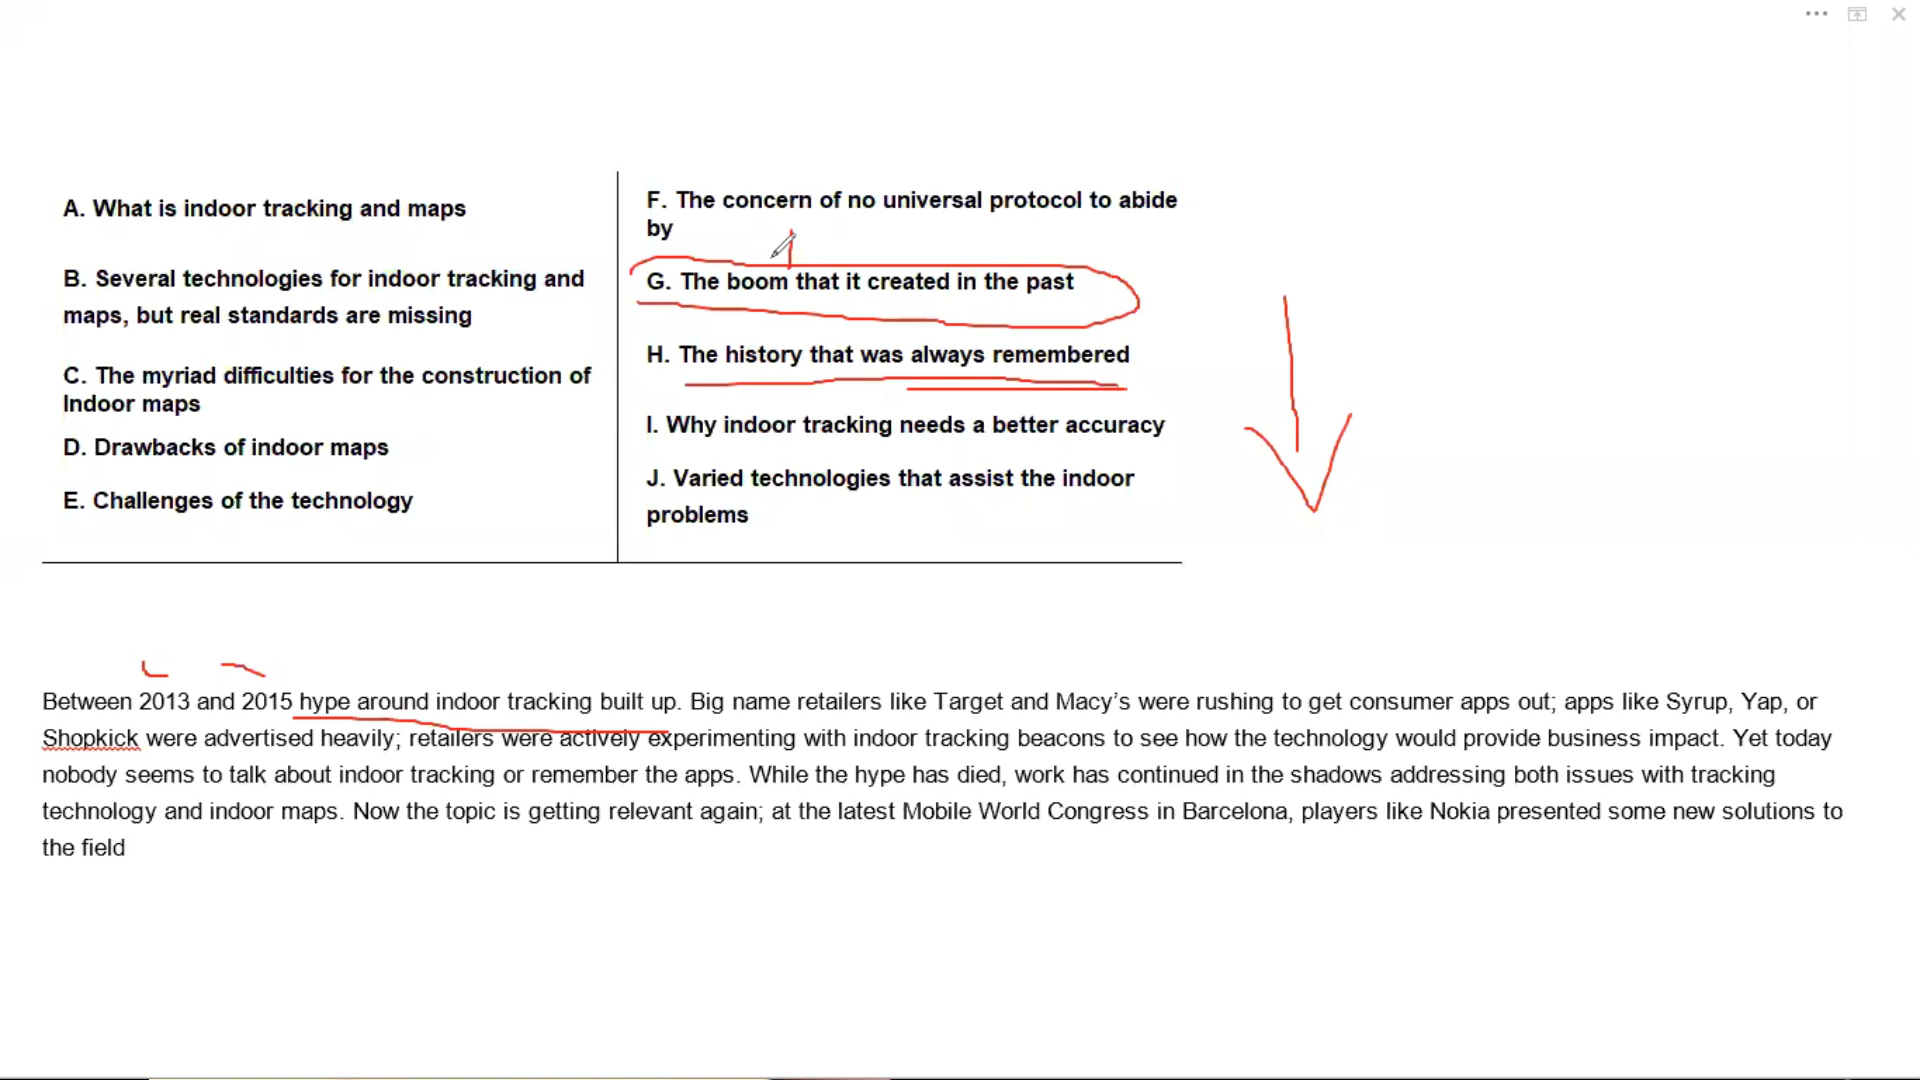 A. What is indoor tracking and maps
B. Several technologies for indoor tracking and
maps, but real standards are missing
C. The myriad difficulties for the construction of
Indoor maps
D. Drawbacks of indoor maps
E. Challenges of the technology
F. The concern of no universal protocol to abide
by
G. The boom that it created in the past
H. The history that was always remembered
I. Why indoor tracking needs a better accuracy
J. Varied technologies that assist the indoor
problems
Between 2013 and 2015 hype around indoor tracking built up. Big name retailers like Target and Macy’s were rushing to get consumer apps out; apps like Syrup, Yap, or
Shopkick were advertised heavily; retailers were actively experimenting with indoor tracking beacons to see how the technology would provide business impact. Yet today
nobody seems to talk about indoor tracking or remember the apps. While the hype has died, work has continued in the shadows addressing both issues with tracking
technology and indoor maps. Now the topic is getting relevant again; at the latest Mobile World Congress in Barcelona, players like Nokia presented some new solutions to
the field